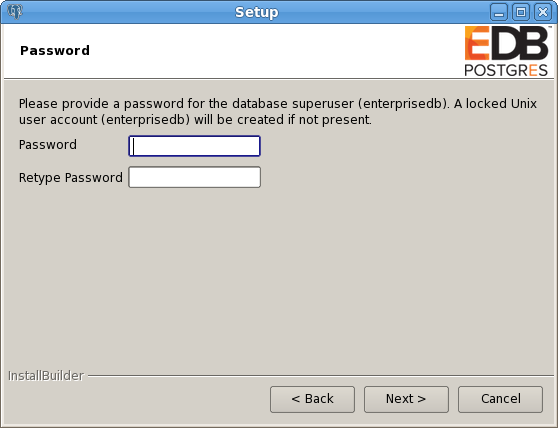 Setup
Password
EDB™
POSTGRES
Please provide a password for the database superuser (enterprisedb). A locked Unix
user account (enterprisedb) will be created if not present.
Password
Retype Password
InstallBuilder
< Back
Next >
Cancel